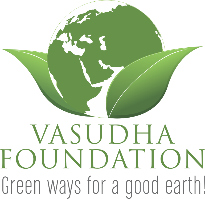 VASUDHA
FOUNDATION
Green ways for a good earth!